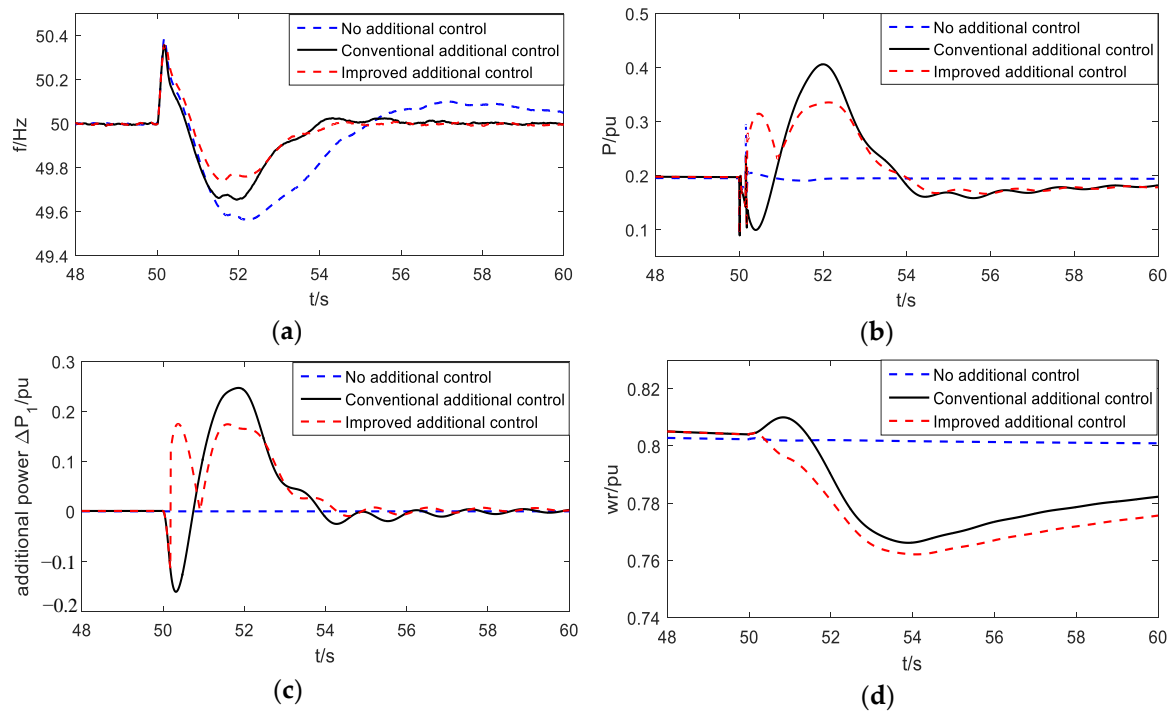 50.4
50.2
50
49.8
49.6
49.4
f/Hz
No additional control
Conventional additional control
Improved additional control
48 50 52 54 56 58 60
t/s
(a)
0.5
0.4
0.3
0.2
0.1
P/pu
No additional control
Conventional additional control
Improved additional control
48 50 52 54 56 58 60
t/s
(b)
0.3
0.2
0.1
0
−0.1
−0.2
additional power ΔP₁/pu
No additional control
Conventional additional control
Improved additional control
48 50 52 54 56 58 60
t/s
(c)
0.82
0.8
0.78
0.76
0.74
wr/pu
No additional control
Conventional additional control
Improved additional control
48 50 52 54 56 58 60
t/s
(d)